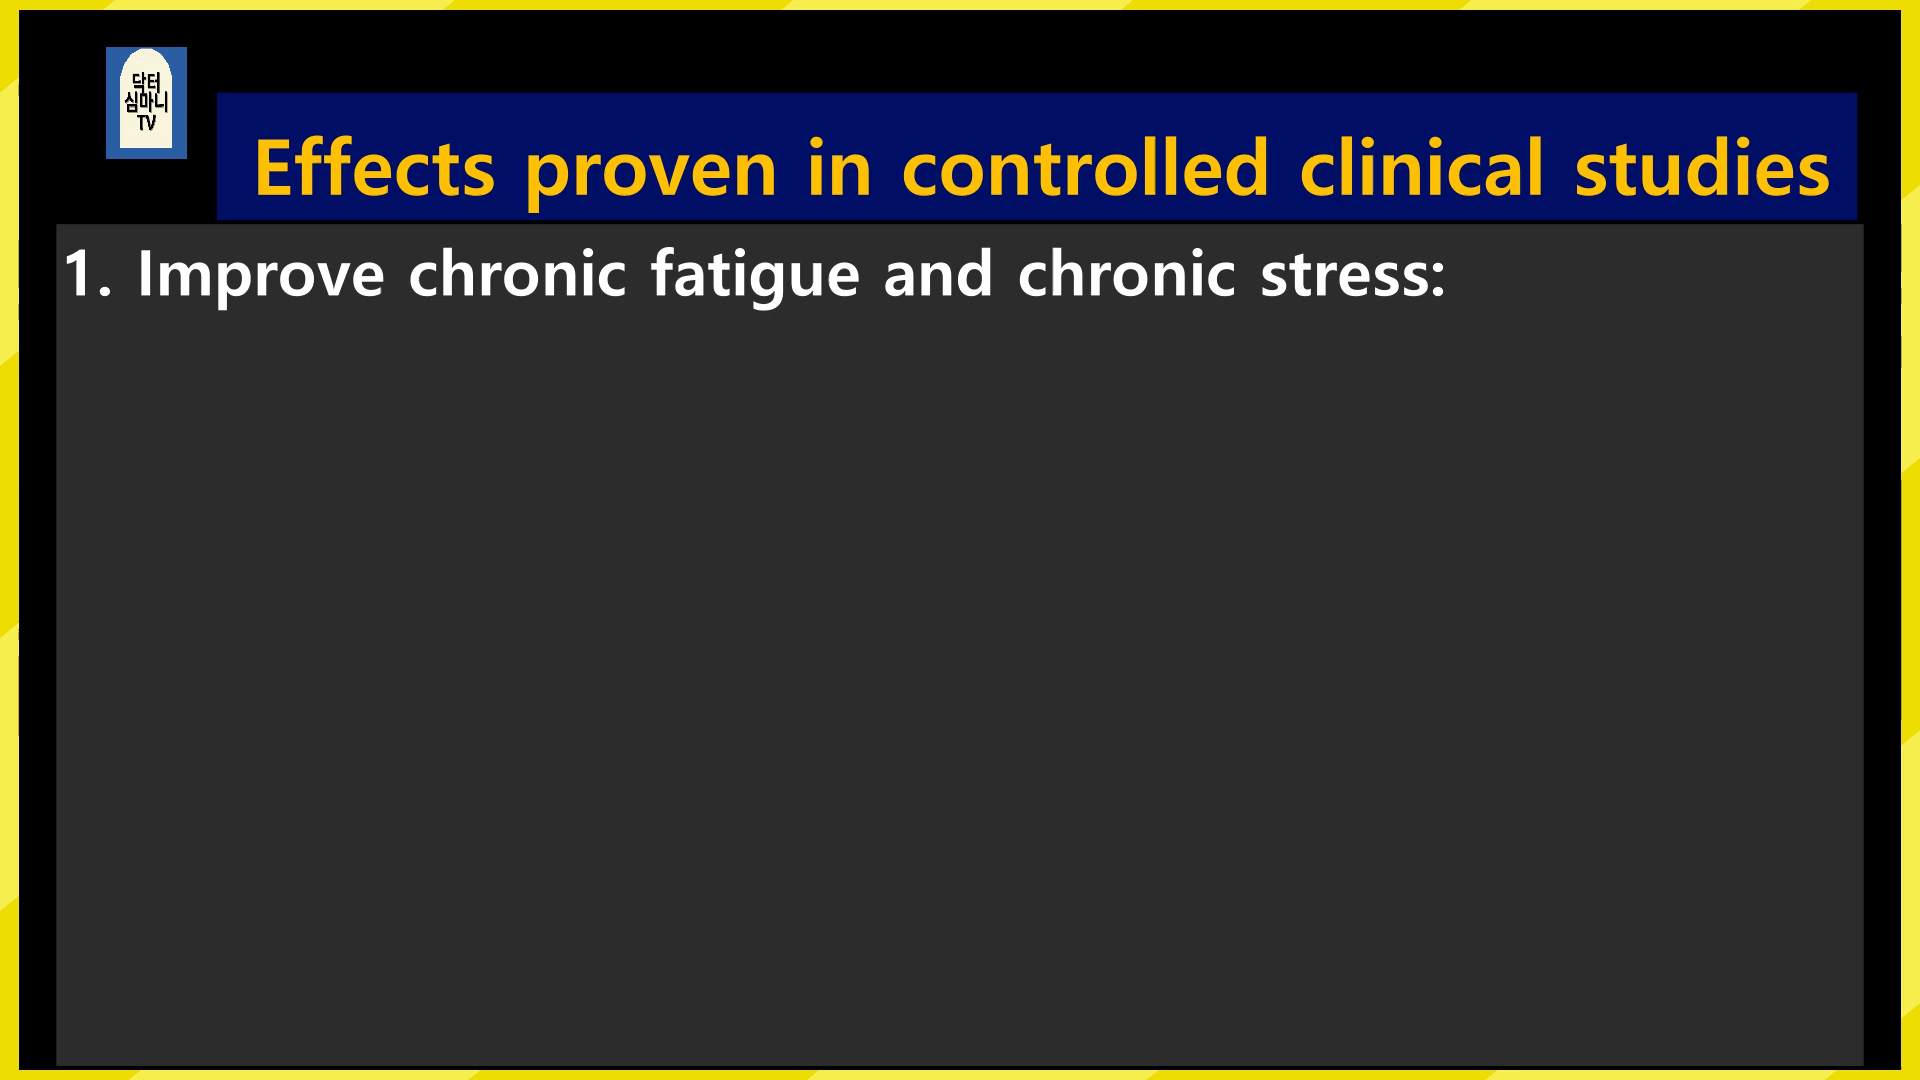 닥터
심마니
TV
Effects proven in controlled clinical studies
1. Improve chronic fatigue and chronic stress: